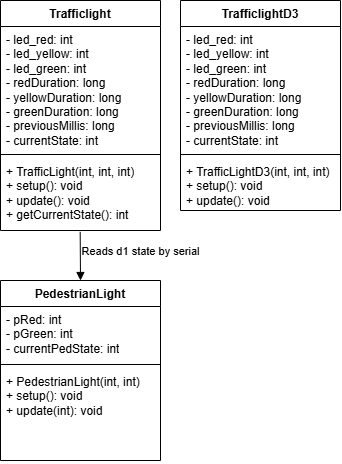 Trafficlight
- led_red: int
- led_yellow: int
- led_green: int
- redDuration: long
- yellowDuration: long
- greenDuration: long
- previousMillis: long
- currentState: int
+ TrafficLight(int, int, int)
+ setup(): void
+ update(): void
+ getCurrentState(): int
TrafficlightD3
- led_red: int
- led_yellow: int
- led_green: int
- redDuration: long
- yellowDuration: long
- greenDuration: long
- previousMillis: long
- currentState: int
+ TrafficLightD3(int, int, int)
+ setup(): void
+ update(): void
Reads d1 state by serial
PedestrianLight
- pRed: int
- pGreen: int
- currentPedState: int
+ PedestrianLight(int, int)
+ setup(): void
+ update(int): void